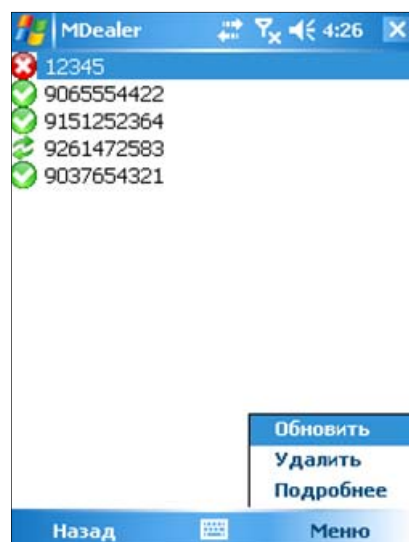 MDealer 4:26
12345
9065554422
9151252364
9261472583
9037654321
Обновить
Удалить
Подробнее
Назад Меню